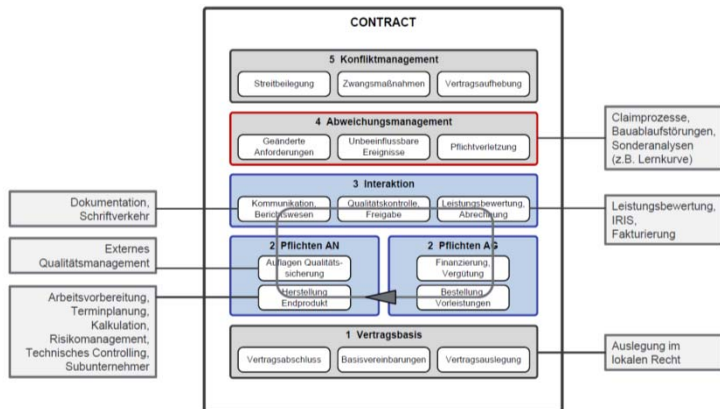 CONTRACT
5 Konfliktmanagement
Streitbeilegung
Zwangsmaßnahmen
Vertragsaufhebung
4 Abweichungsmanagement
Geänderte
Anforderungen
Unbeeinflussbare
Ereignisse
Pflichtverletzung
Claimprozesse,
Bauablaufstörungen,
Sonderanalysen
(z.B. Lernkurve)
3 Interaktion
Kommunikation,
Berichtswesen
Qualitätskontrolle,
Freigabe
Leistungsbewertung,
Abrechnung
Dokumentation,
Schriftverkehr
Leistungsbewertung,
IRIS,
Fakturierung
Externes
Qualitätsmanagement
2 Pflichten AN
Auflagen Qualitäts-
sicherung
Herstellung
Endprodukt
2 Pflichten AG
Finanzierung,
Vergütung
Bestellung,
Vorleistungen
Arbeitsvorbereitung,
Terminplanung,
Kalkulation,
Risikomanagement,
Technisches Controlling,
Subunternehmer
1 Vertragsbasis
Vertragsabschluss
Basisvereinbarungen
Vertragsauslegung
Auslegung im
lokalen Recht